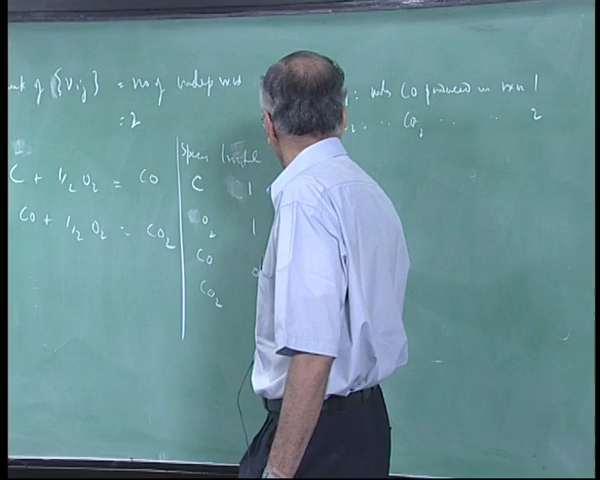 of {νij} = no of indep rxns
: mols CO produced in rxn 1
= 2
.. .. CO2 .. .. 2
Species Initial
C + 1/2 O2 = CO
C 1
CO + 1/2 O2 = CO2
O2 1
CO 0
CO2